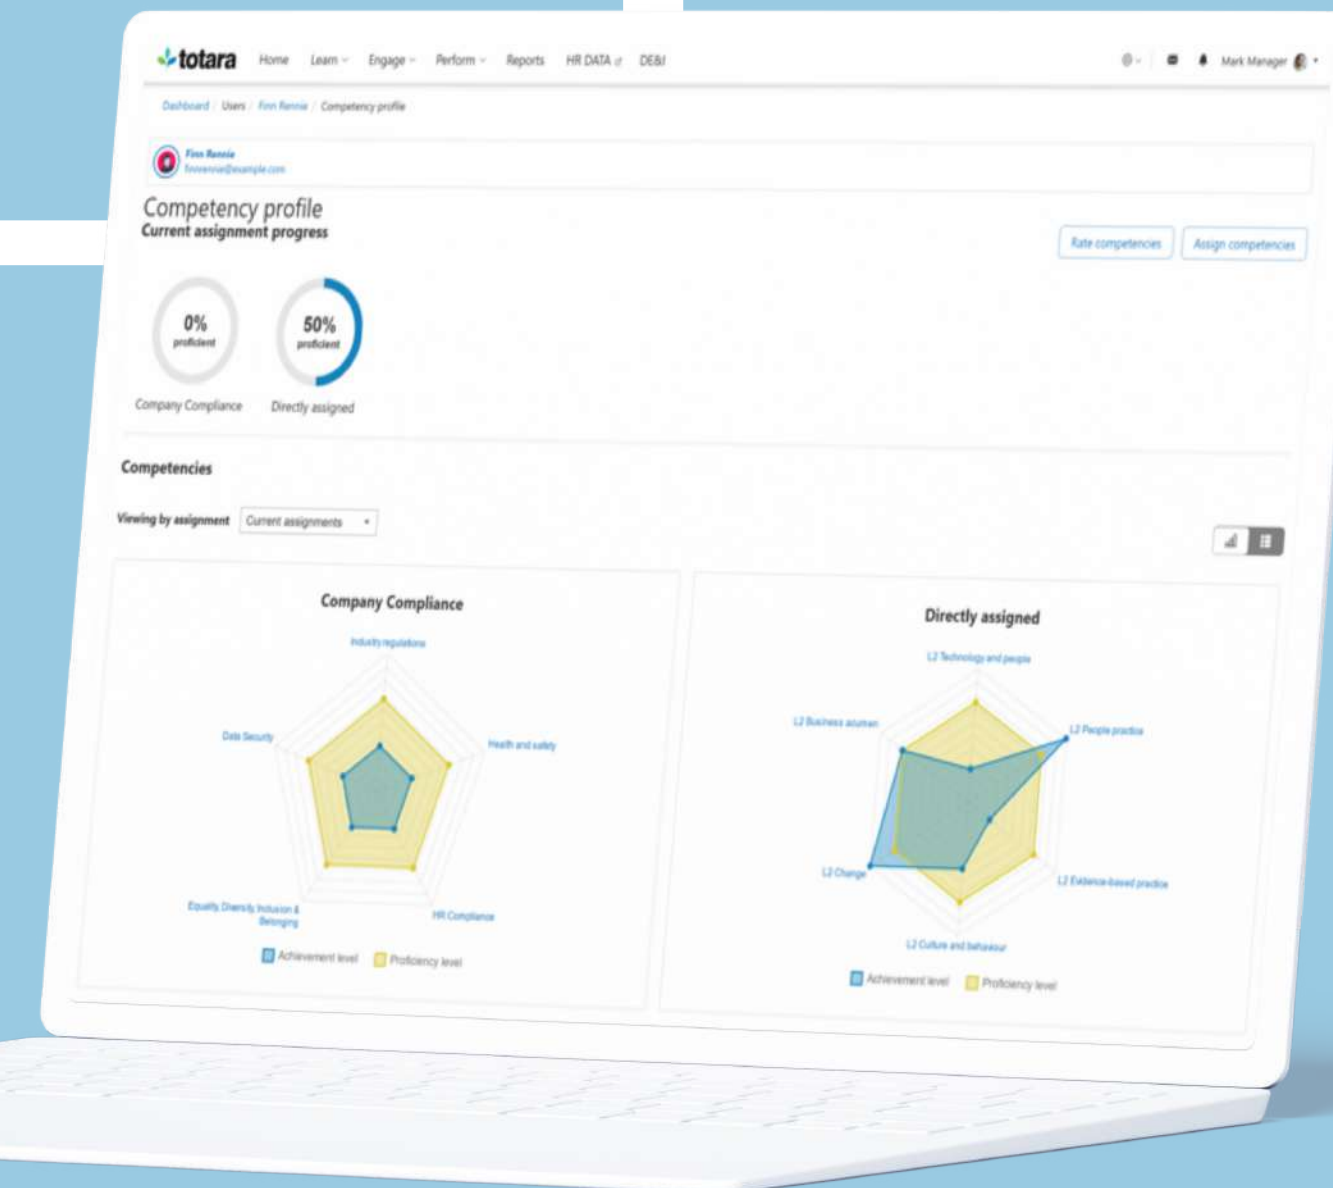 totara Home Learn Engage Perform Reports HR DATA DE&I Mark Manager
Dashboard / Users / Finn Rennie / Competency profile
Finn Rennie
finnrennie@example.com
Competency profile
Current assignment progress
Rate competencies Assign competencies
0% proficient
50% proficient
Company Compliance
Directly assigned
Competencies
Viewing by assignment Current assignments
Company Compliance
Industry regulations
Data Security
Health and safety
Equality, Diversity, Inclusion &
Belonging
HR Compliance
Achievement level Proficiency level
Directly assigned
L2 Technology and people
L2 Business acumen
L2 People practice
L2 Change
L2 Evidence-based practice
L2 Culture and behaviour
Achievement level Proficiency level